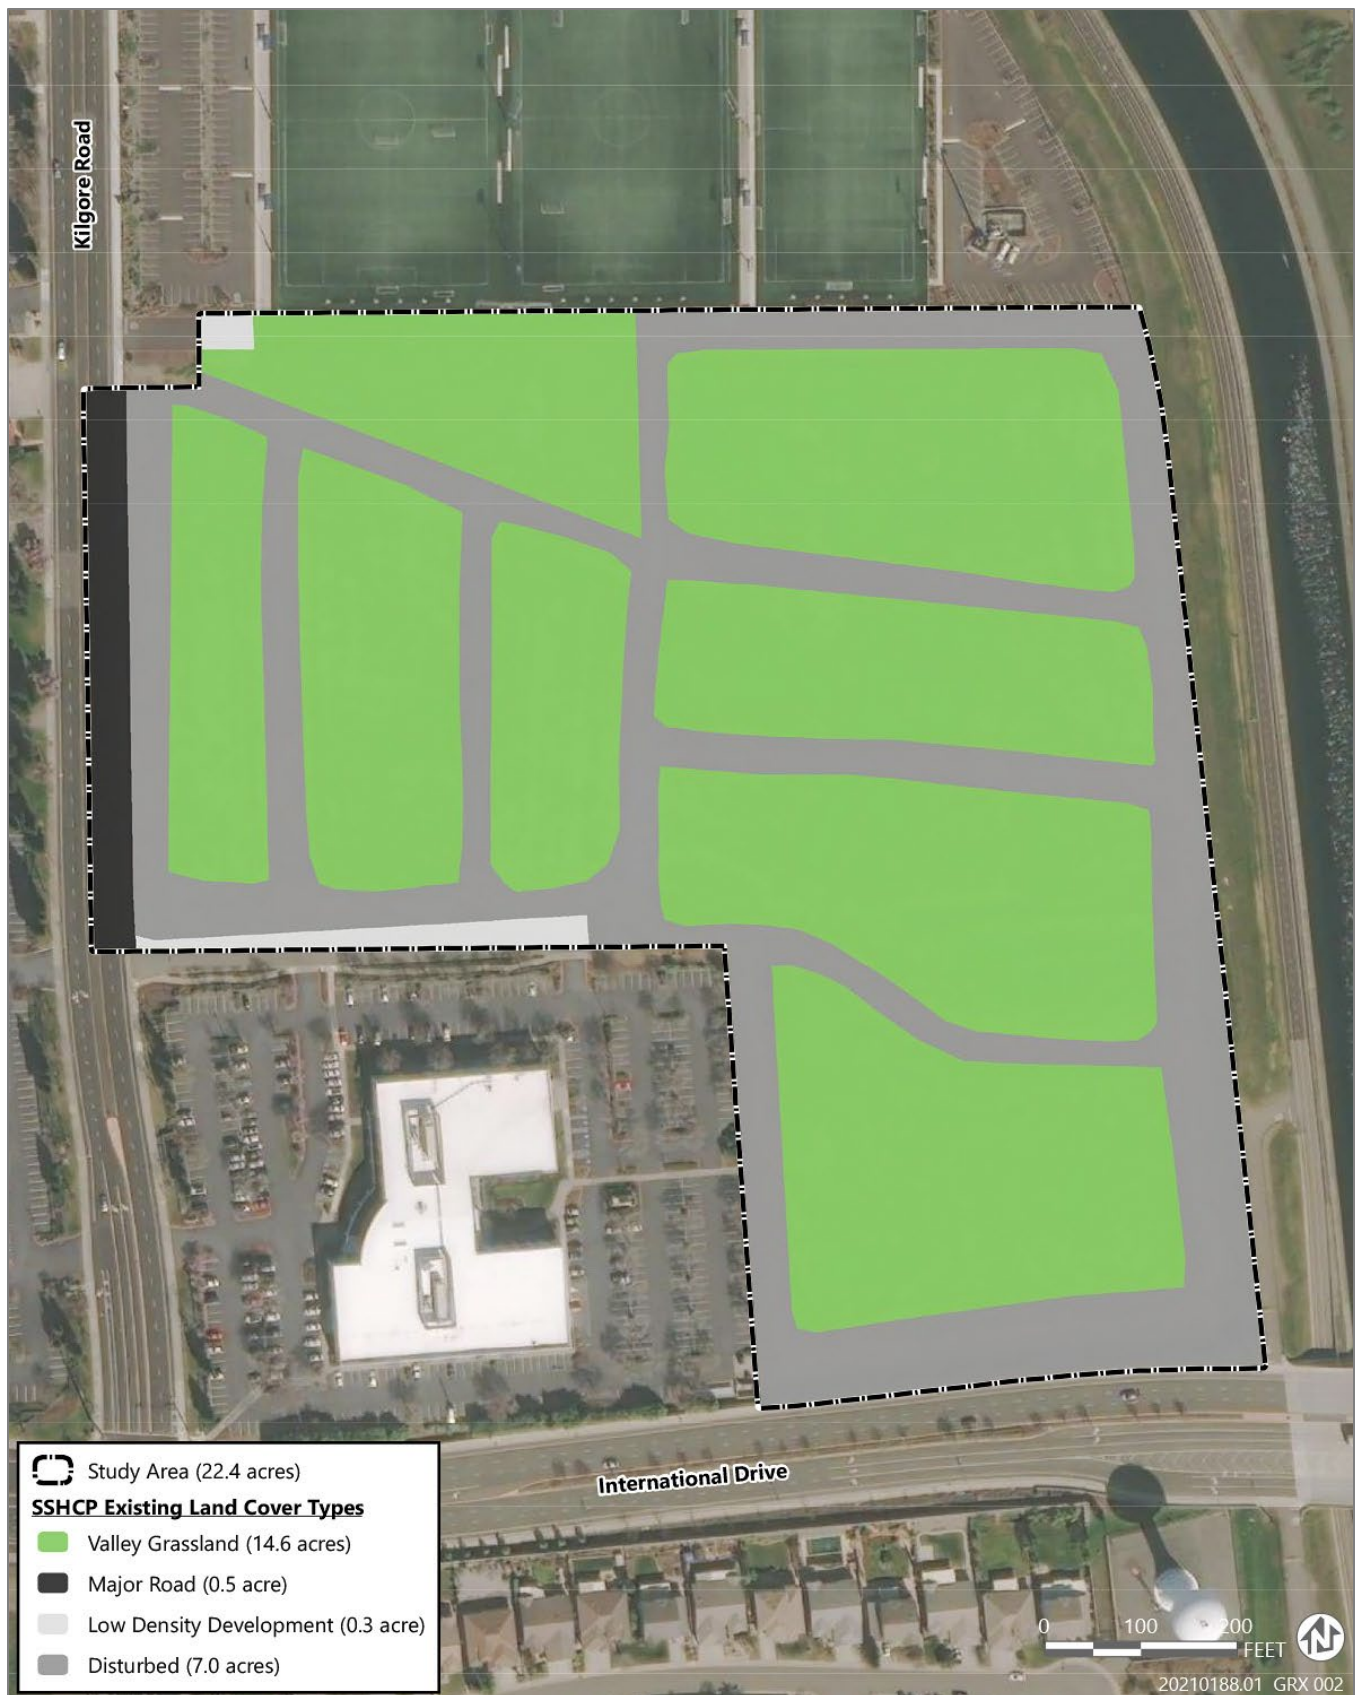 Kilgore Road
International Drive
Study Area (22.4 acres)
SSHCP Existing Land Cover Types
Valley Grassland (14.6 acres)
Major Road (0.5 acre)
Low Density Development (0.3 acre)
Disturbed (7.0 acres)
0 100 200
FEET
N
20210188.01 GRX 002